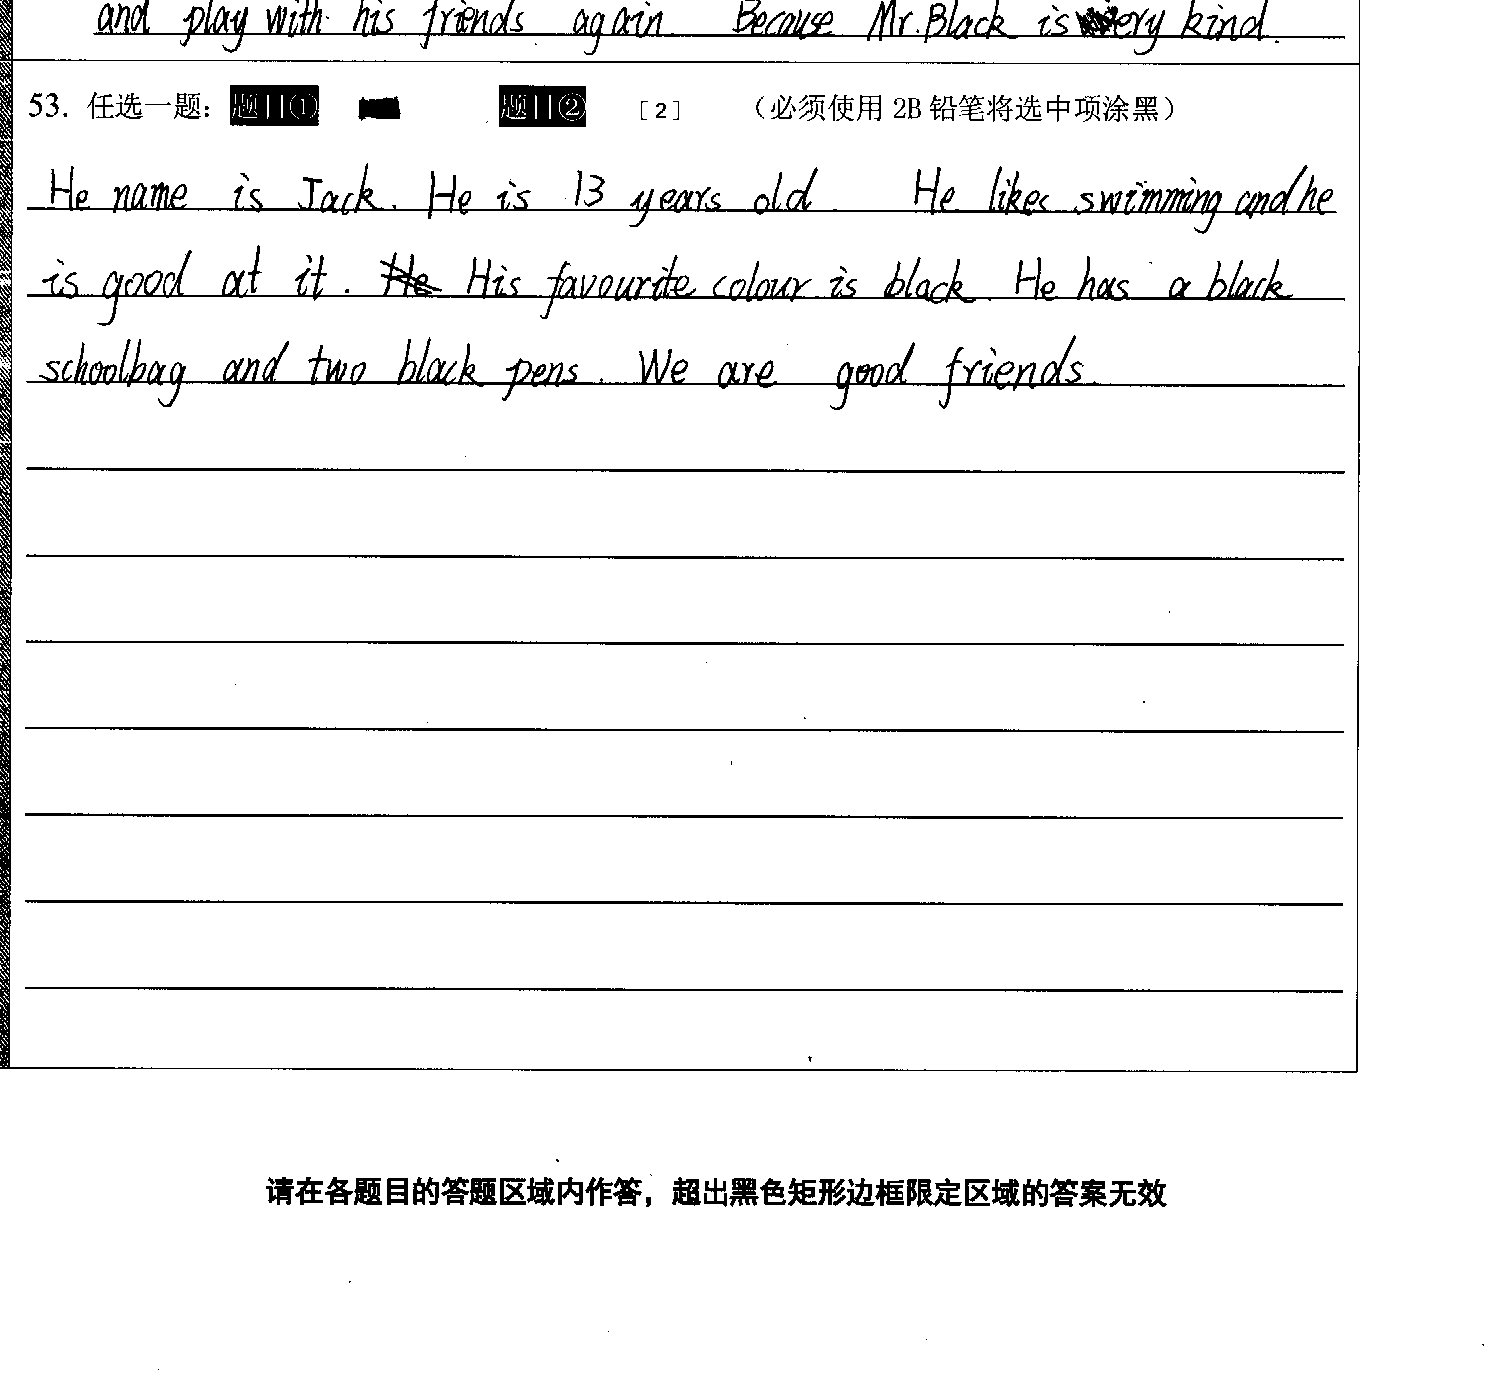 and play with his friends again. Because Mr. Black is very kind.
53. 任选一题: 题目① 题目② [2] (必须使用 2B 铅笔将选中项涂黑)
He name is Jack. He is 13 years old He likes swimming and he
is good at it. He His favourite colour is black. He has a black
schoolbag and two black pens. We are good friends.
请在各题目的答题区域内作答，超出黑色矩形边框限定区域的答案无效